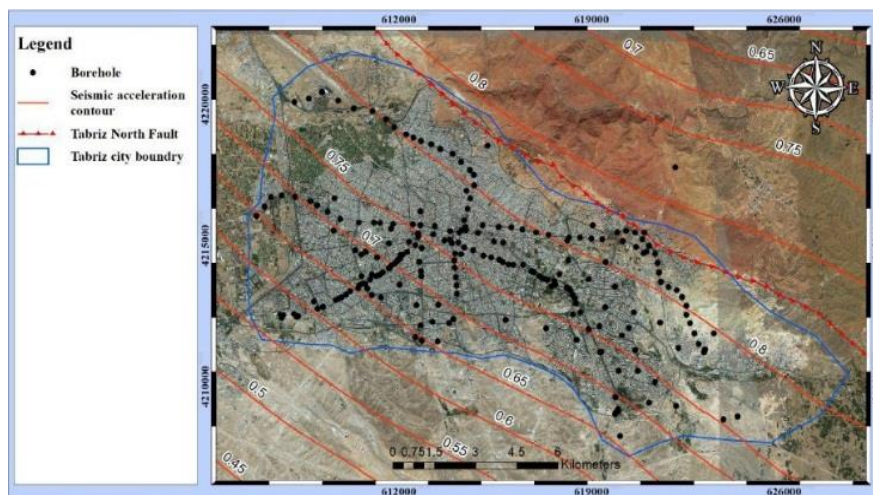 612000 619000 626000
Legend
Borehole
Seismic acceleration
contour
Tabriz North Fault
Tabriz city boundry
4220000
4215000
4210000
N
W E
S
0.7
0.65
0.8
0.75
0.75
0.7
0.8
0.65
0.6
0.5
0.55
0.45
0 0.75 1.5 3 4.5 6
Kilometers
612000 619000 626000